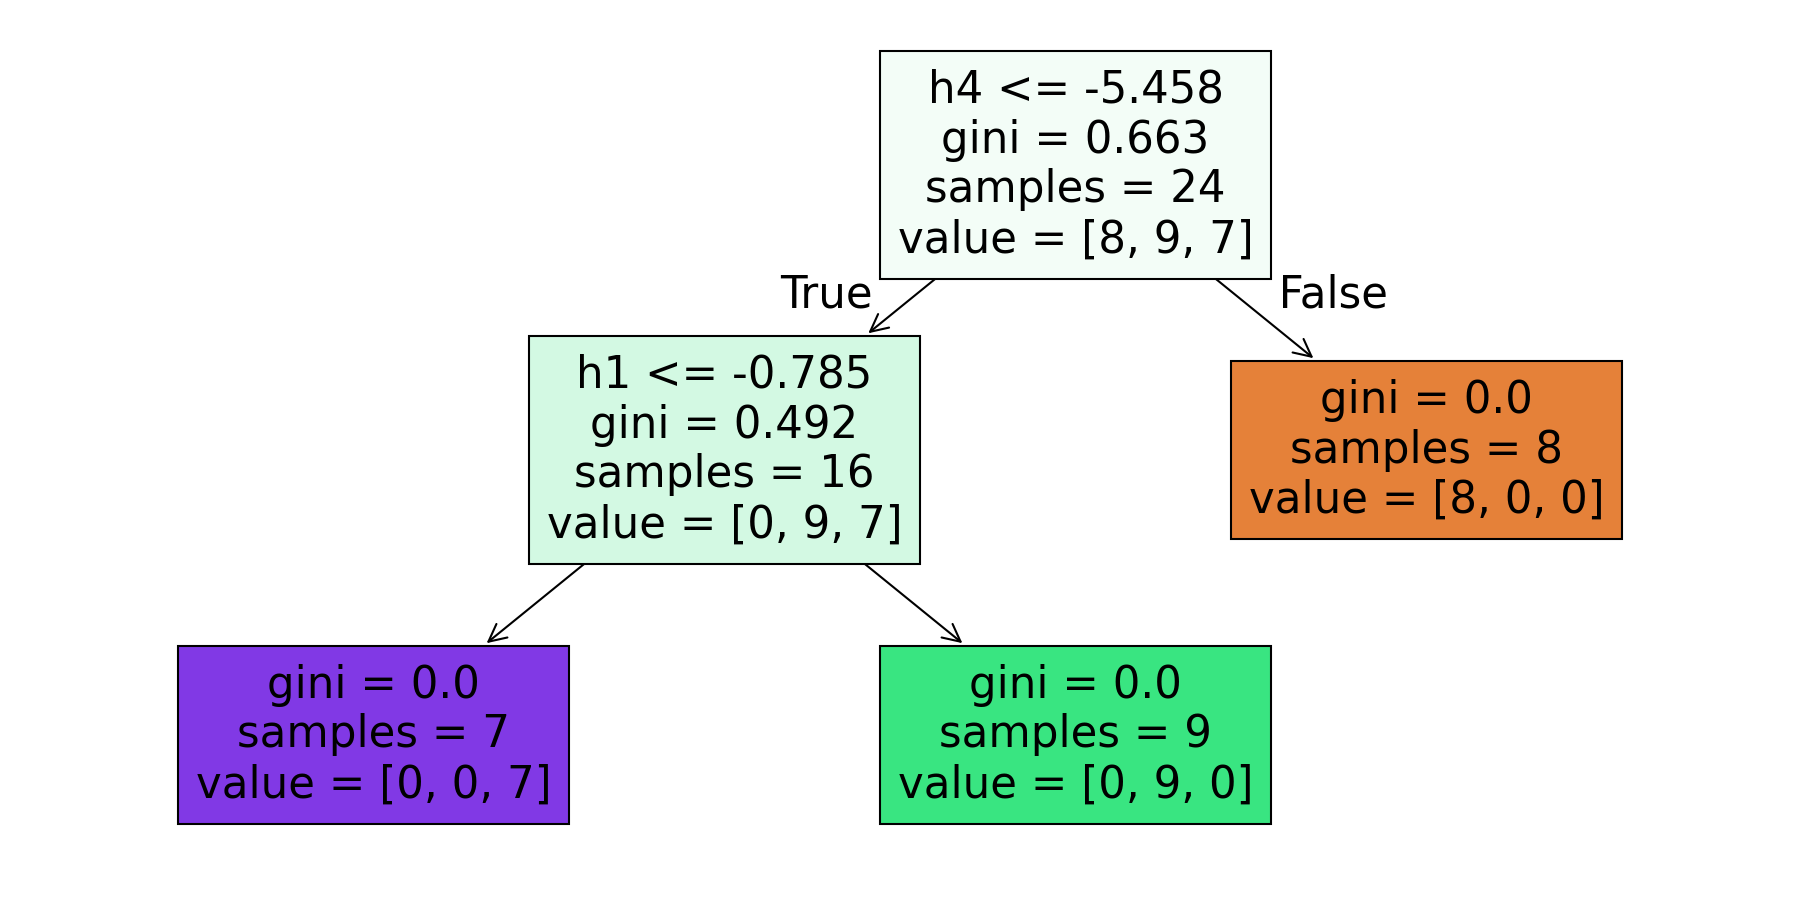 h4 <= -5.458
gini = 0.663
samples = 24
value = [8, 9, 7]
True
False
h1 <= -0.785
gini = 0.492
samples = 16
value = [0, 9, 7]
gini = 0.0
samples = 8
value = [8, 0, 0]
gini = 0.0
samples = 7
value = [0, 0, 7]
gini = 0.0
samples = 9
value = [0, 9, 0]